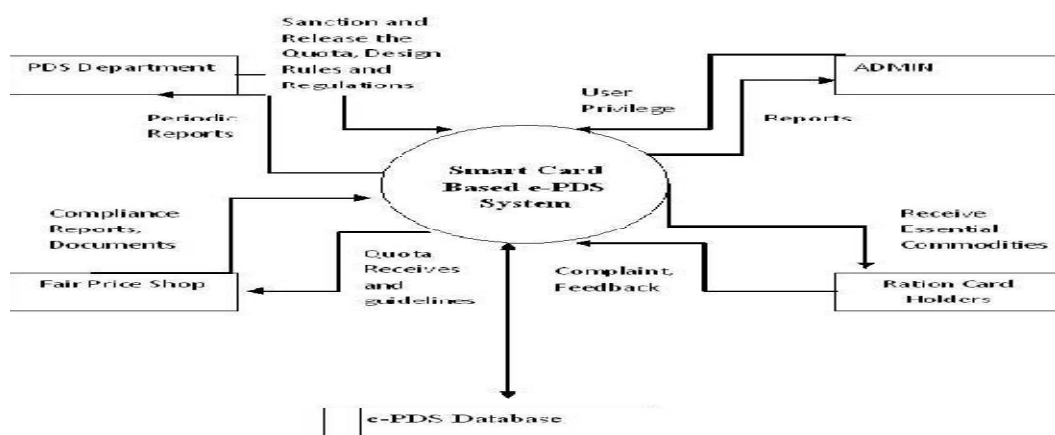 Sanction and
Release the
Quota, Design
Rules and
Regulations
PDS Department
ADMIN
User
Privilege
Periodic
Reports
Reports
Smart Card
Based e-PDS
System
Compliance
Reports,
Documents
Receive
Essential
Commodities
Quota
Receives
and
guidelines
Complaint,
Feedback
Fair Price Shop
Ration Card
Holders
e-PDS Database